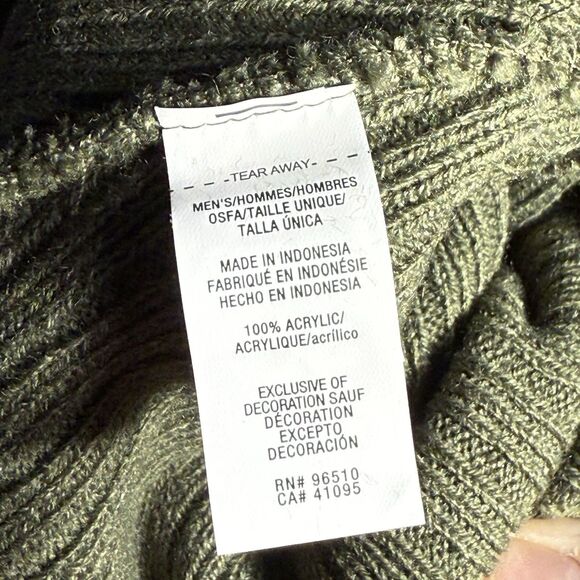 -TEAR AWAY-
MEN'S/HOMMES/HOMBRES
OSFA/TAILLE UNIQUE/
TALLA ÚNICA
MADE IN INDONESIA
FABRIQUÉ EN INDONÉSIE
HECHO EN INDONESIA
100% ACRYLIC/
ACRYLIQUE/acrílico
EXCLUSIVE OF
DECORATION SAUF
DÉCORATION
EXCEPTO
DECORACIÓN
RN# 96510
CA# 41095